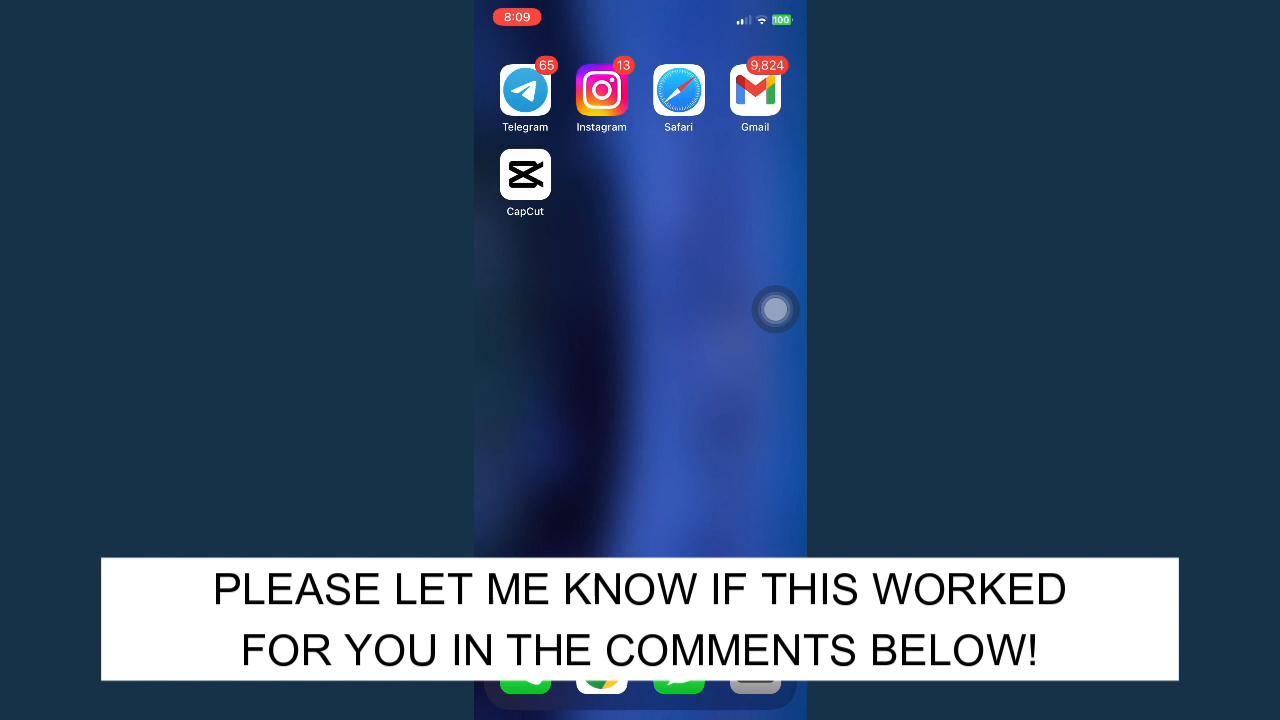 8:09
100
65
13
9,824
Telegram
Instagram
Safari
Gmail
CapCut
PLEASE LET ME KNOW IF THIS WORKED
FOR YOU IN THE COMMENTS BELOW!